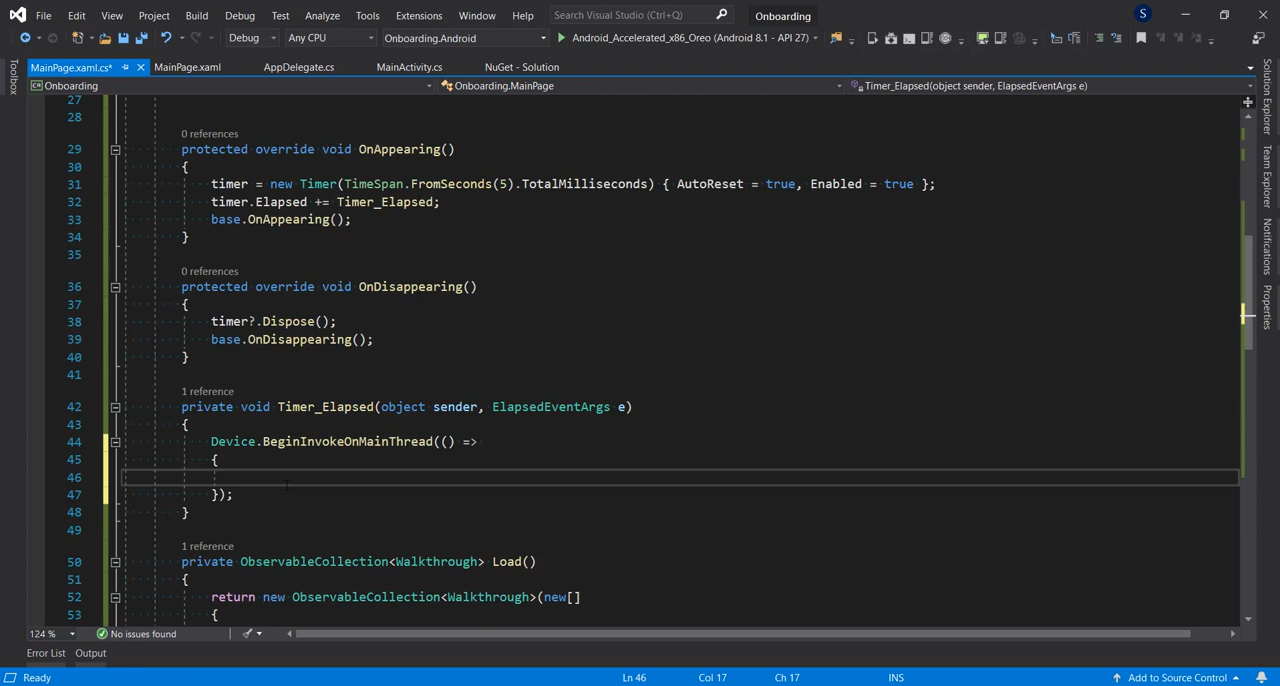 File Edit View Project Build Debug Test Analyze Tools Extensions Window Help Search Visual Studio (Ctrl+Q) Onboarding S
Debug Any CPU Onboarding.Android Android_Accelerated_x86_Oreo (Android 8.1 - API 27)
Toolbox
MainPage.xaml.cs* MainPage.xaml AppDelegate.cs MainActivity.cs NuGet - Solution
Onboarding Onboarding.MainPage Timer_Elapsed(object sender, ElapsedEventArgs e)
27
28
0 references
29 protected override void OnAppearing()
30 {
31 timer = new Timer(TimeSpan.FromSeconds(5).TotalMilliseconds) { AutoReset = true, Enabled = true };
32 timer.Elapsed += Timer_Elapsed;
33 base.OnAppearing();
34 }
35
0 references
36 protected override void OnDisappearing()
37 {
38 timer?.Dispose();
39 base.OnDisappearing();
40 }
41
1 reference
42 private void Timer_Elapsed(object sender, ElapsedEventArgs e)
43 {
44 Device.BeginInvokeOnMainThread(() =>
45 {
46
47 });
48 }
49
1 reference
50 private ObservableCollection<Walkthrough> Load()
51 {
52 return new ObservableCollection<Walkthrough>(new[]
53 {
Solution Explorer
Team Explorer
Notifications
Properties
124 % No issues found
Error List Output
Ready Ln 46 Col 17 Ch 17 INS Add to Source Control